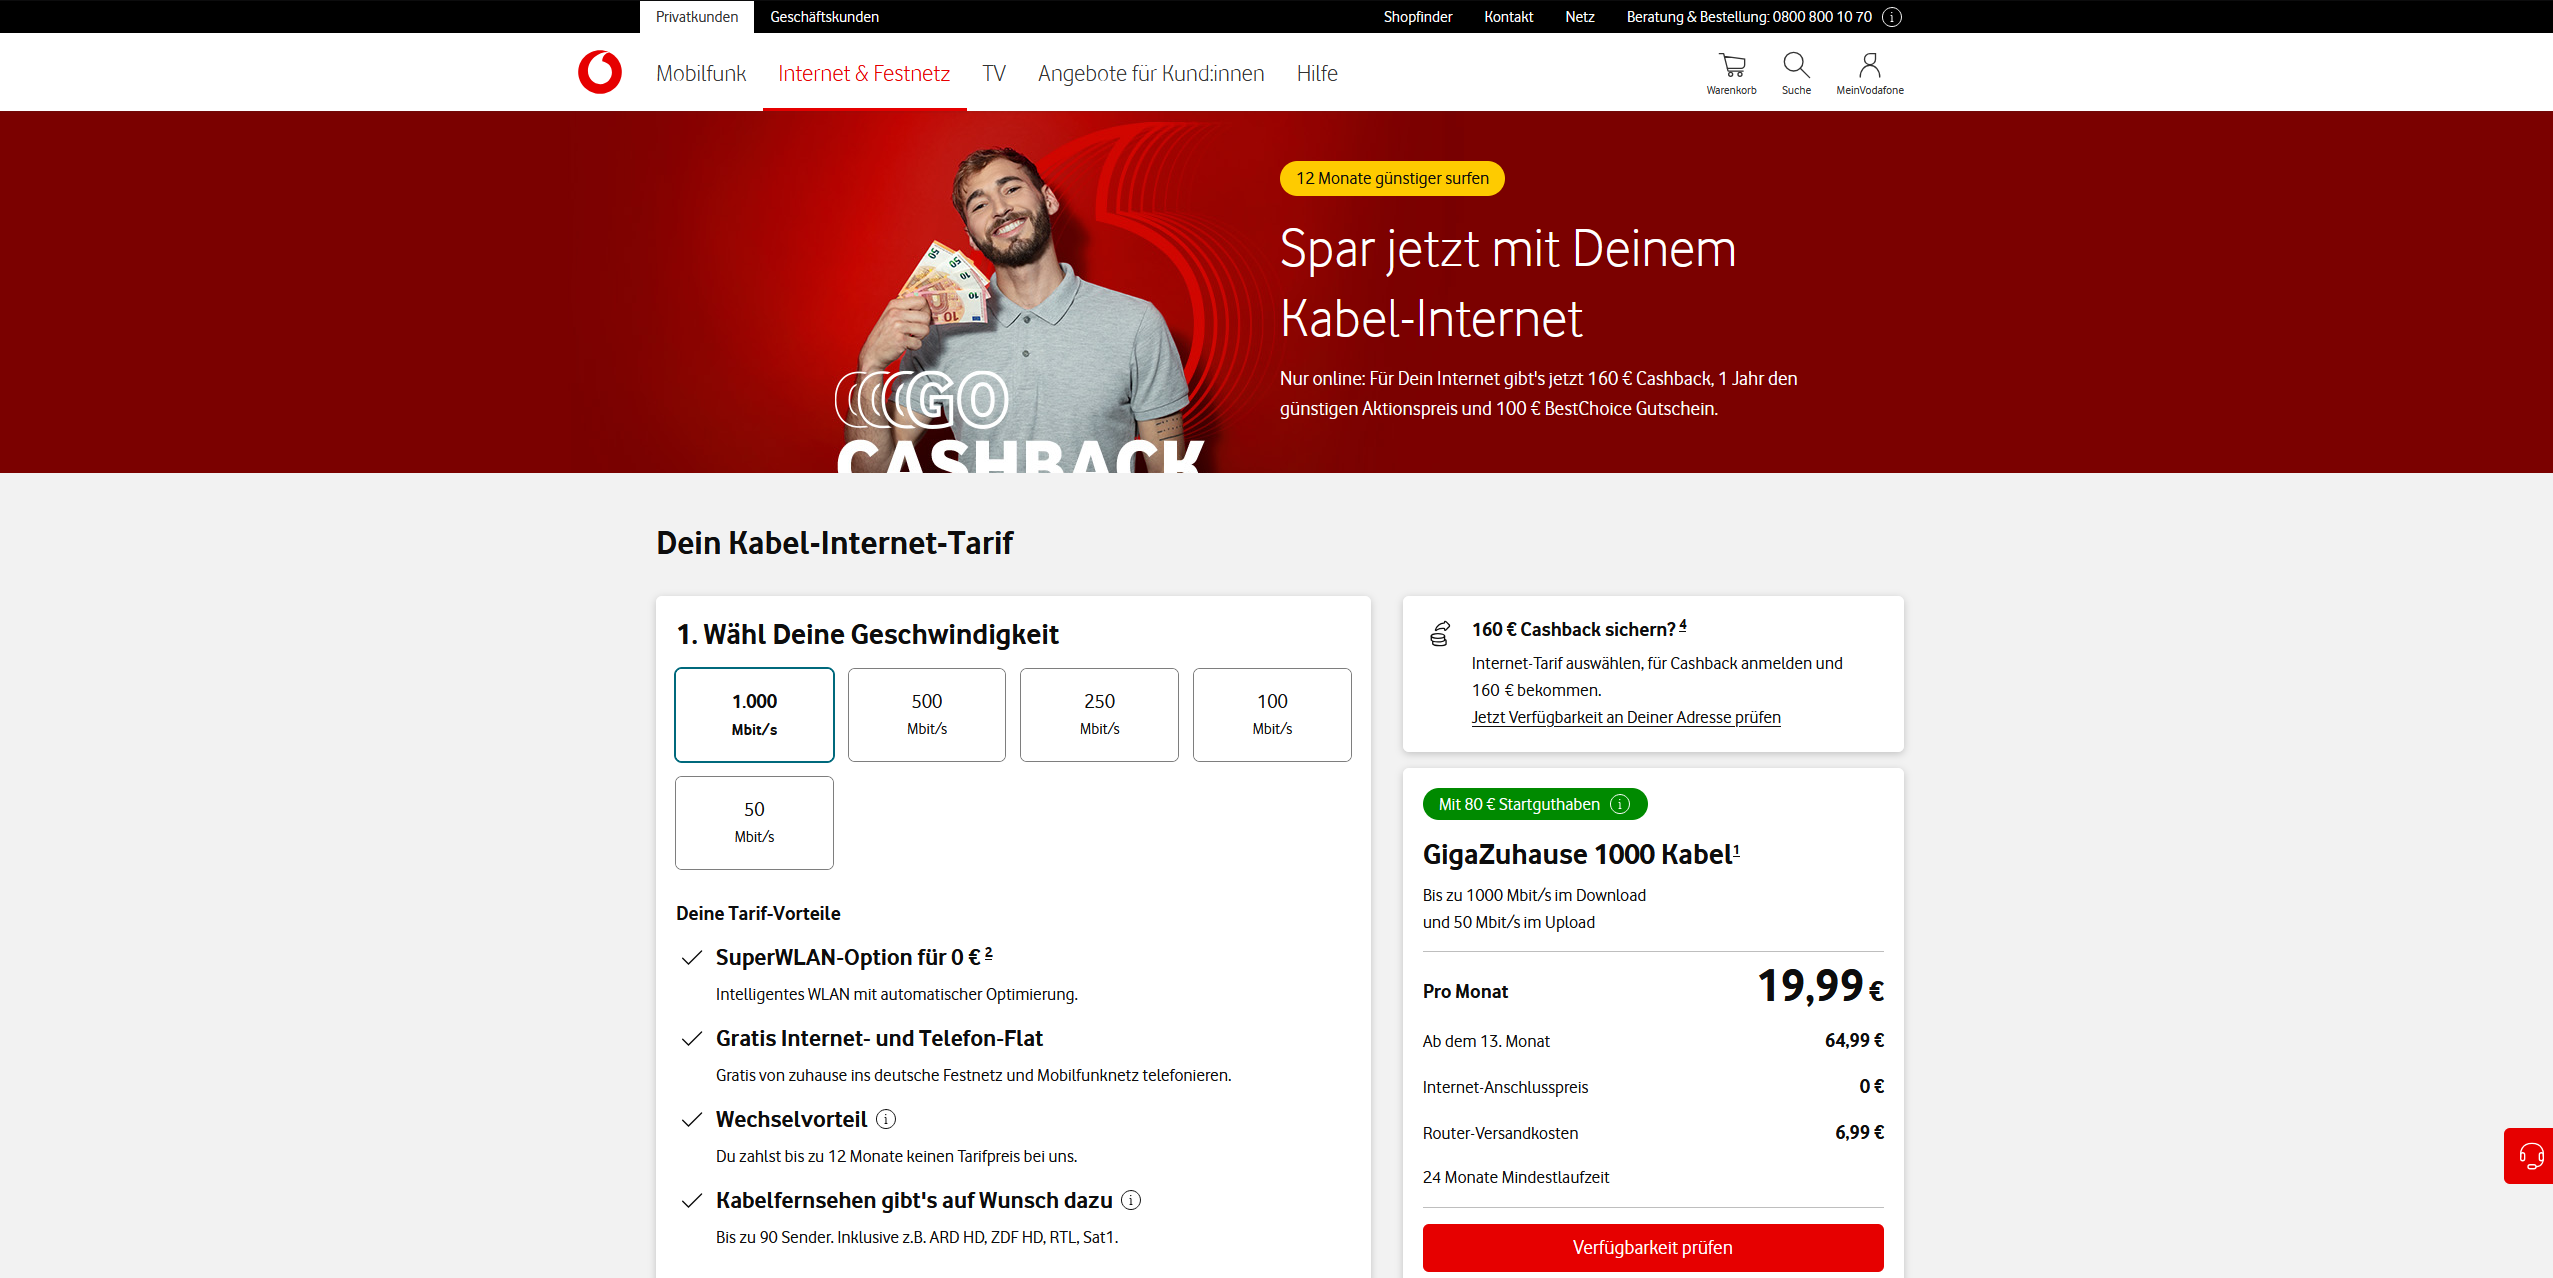 Privatkunden
Geschäftskunden
Shopfinder
Kontakt
Netz
Beratung & Bestellung: 0800 800 10 70
Mobilfunk
Internet & Festnetz
TV
Angebote für Kund:innen
Hilfe
Warenkorb
Suche
MeinVodafone
12 Monate günstiger surfen
Spar jetzt mit Deinem
Kabel-Internet
Nur online: Für Dein Internet gibt's jetzt 160 € Cashback, 1 Jahr den
günstigen Aktionspreis und 100 € BestChoice Gutschein.
50
50
10
10
10
GO
CASHBACK
Dein Kabel-Internet-Tarif
1. Wähl Deine Geschwindigkeit
1.000
Mbit/s
500
Mbit/s
250
Mbit/s
100
Mbit/s
50
Mbit/s
Deine Tarif-Vorteile
SuperWLAN-Option für 0 € 2
Intelligentes WLAN mit automatischer Optimierung.
Gratis Internet- und Telefon-Flat
Gratis von zuhause ins deutsche Festnetz und Mobilfunknetz telefonieren.
Wechselvorteil
Du zahlst bis zu 12 Monate keinen Tarifpreis bei uns.
Kabelfernsehen gibt's auf Wunsch dazu
Bis zu 90 Sender. Inklusive z.B. ARD HD, ZDF HD, RTL, Sat1.
160 € Cashback sichern? 4
Internet-Tarif auswählen, für Cashback anmelden und
160 € bekommen.
Jetzt Verfügbarkeit an Deiner Adresse prüfen
Mit 80 € Startguthaben
GigaZuhause 1000 Kabel1
Bis zu 1000 Mbit/s im Download
und 50 Mbit/s im Upload
Pro Monat 19,99 €
Ab dem 13. Monat 64,99 €
Internet-Anschlusspreis 0 €
Router-Versandkosten 6,99 €
24 Monate Mindestlaufzeit
Verfügbarkeit prüfen